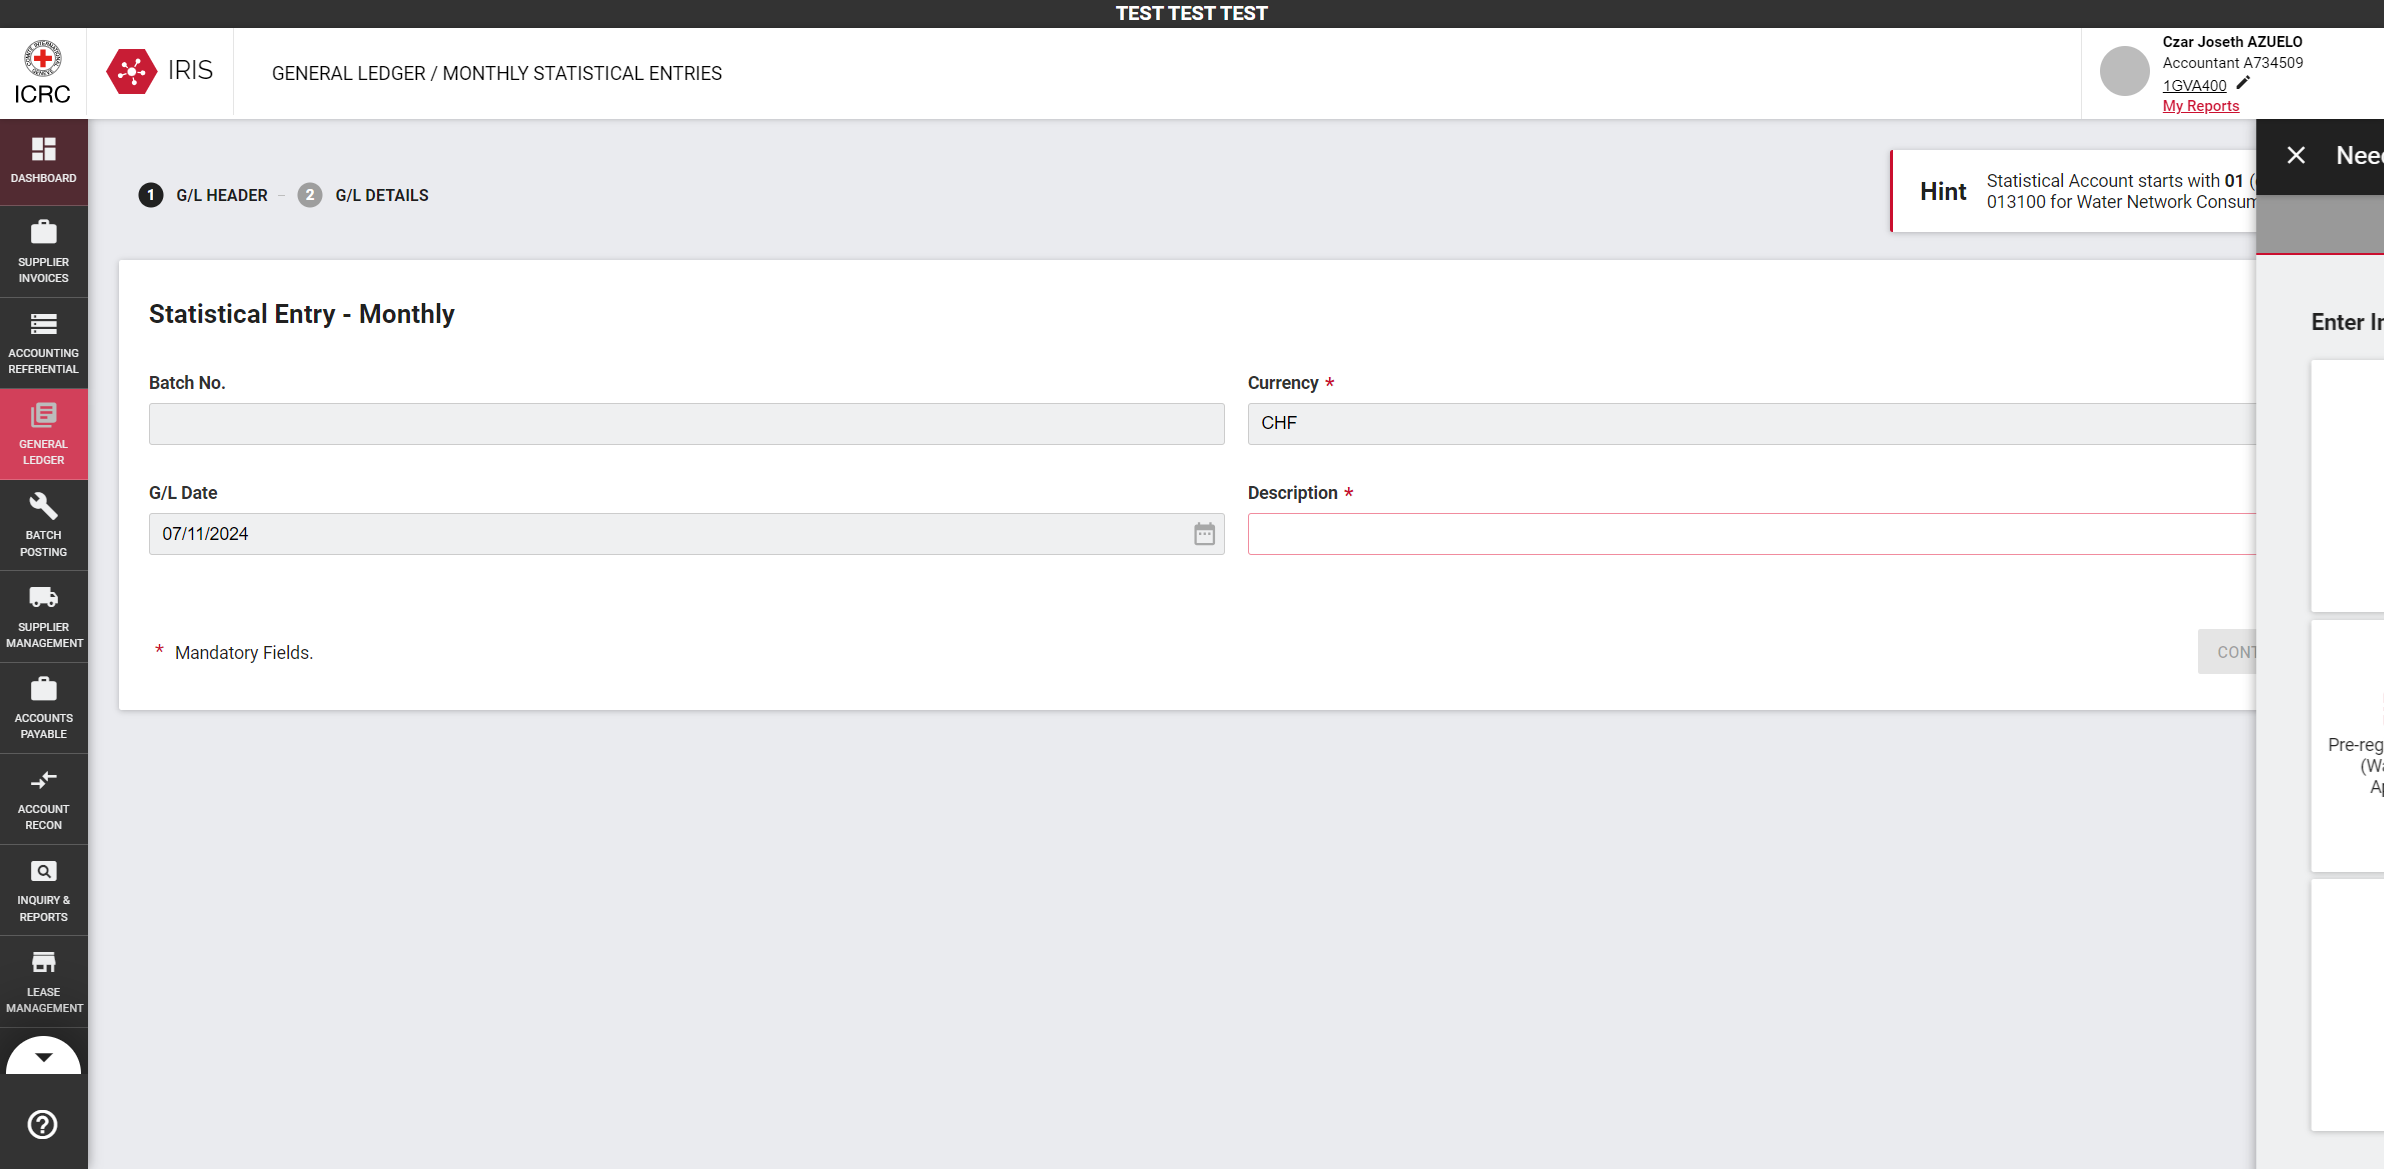 TEST TEST TEST
ICRC
IRIS
GENERAL LEDGER / MONTHLY STATISTICAL ENTRIES
Czar Joseth AZUELO
Accountant A734509
1GVA400
My Reports
DASHBOARD
SUPPLIER
INVOICES
ACCOUNTING
REFERENTIAL
GENERAL
LEDGER
BATCH
POSTING
SUPPLIER
MANAGEMENT
ACCOUNTS
PAYABLE
ACCOUNT
RECON
INQUIRY &
REPORTS
LEASE
MANAGEMENT
1 G/L HEADER – 2 G/L DETAILS
Hint
Statistical Account starts with 01 (
013100 for Water Network Consum
Statistical Entry - Monthly
Batch No.
Currency *
CHF
G/L Date
07/11/2024
Description *
* Mandatory Fields.
CONT
Nee
Enter I
Pre-reg
(Wa
Ap